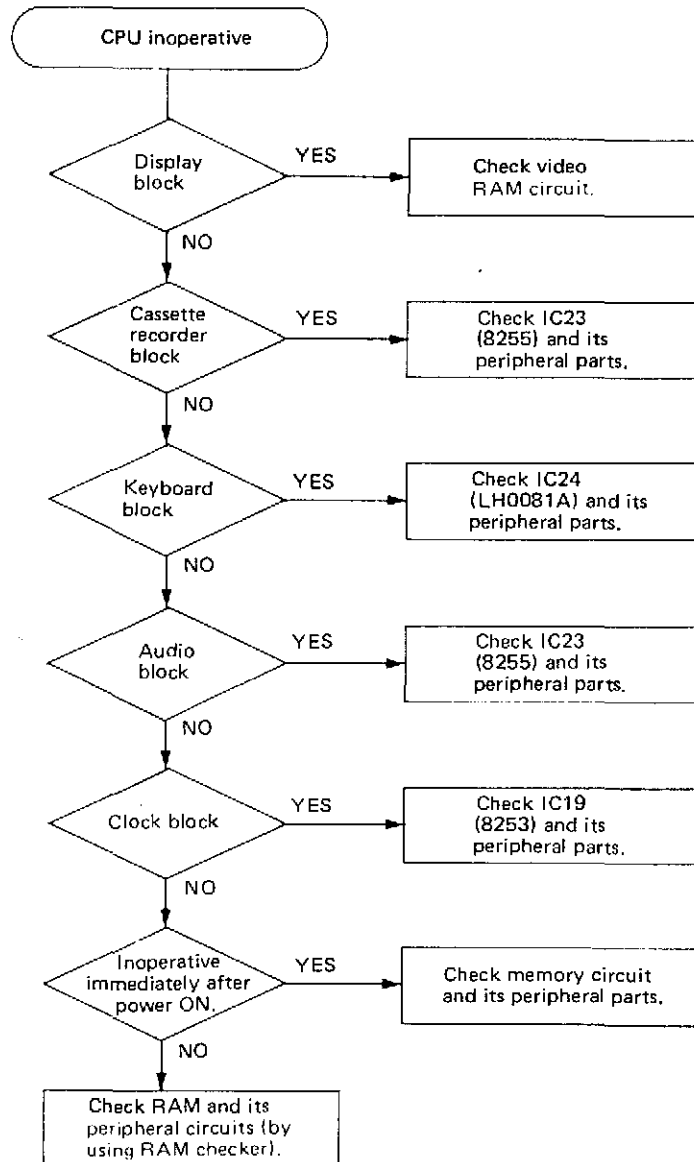 CPU inoperative
Display
block
YES
Check video
RAM circuit.
NO
Cassette
recorder
block
YES
Check IC23
(8255) and its
peripheral parts.
NO
Keyboard
block
YES
Check IC24
(LH0081A) and its
peripheral parts.
NO
Audio
block
YES
Check IC23
(8255) and its
peripheral parts.
NO
Clock block
YES
Check IC19
(8253) and its
peripheral parts.
NO
Inoperative
immediately after
power ON.
YES
Check memory circuit
and its peripheral parts.
NO
Check RAM and its
peripheral circuits (by
using RAM checker).